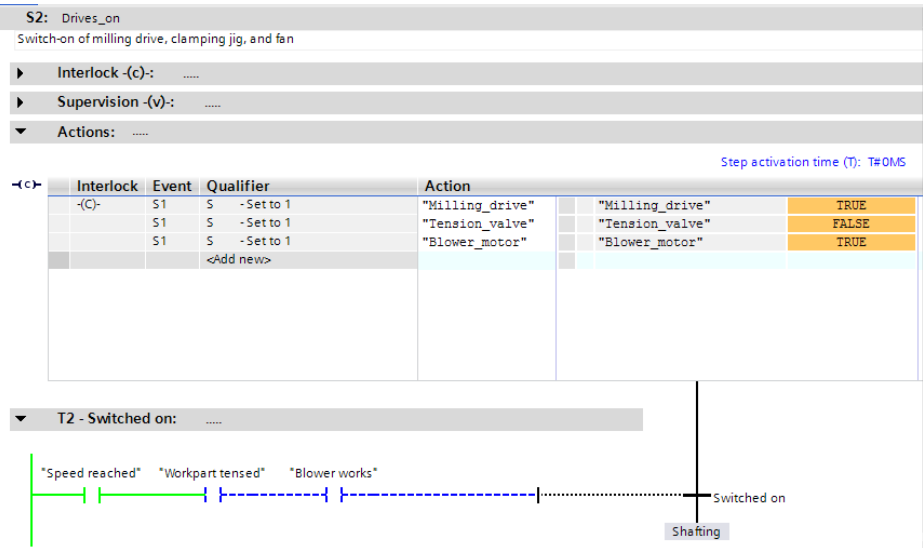 S2: Drives_on
Switch-on of milling drive, clamping jig, and fan
Interlock -(c)-: .....
Supervision -(v)-: .....
Actions: .....
Step activation time (T): T#0MS
-(c)- Interlock Event Qualifier Action
-(C)- S1 S - Set to 1 "Milling_drive" "Milling_drive" TRUE
S1 S - Set to 1 "Tension_valve" "Tension_valve" FALSE
S1 S - Set to 1 "Blower_motor" "Blower_motor" TRUE
<Add new>
T2 - Switched on: .....
"Speed reached" "Workpart tensed" "Blower works"
Switched on
Shafting